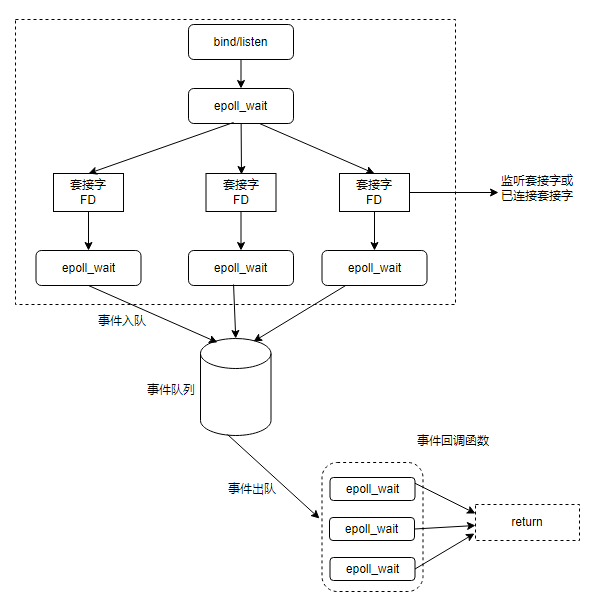 bind/listen
epoll_wait
套接字
FD
套接字
FD
套接字
FD
监听套接字或
已连接套接字
epoll_wait
epoll_wait
epoll_wait
事件入队
事件队列
事件回调函数
事件出队
epoll_wait
epoll_wait
epoll_wait
return